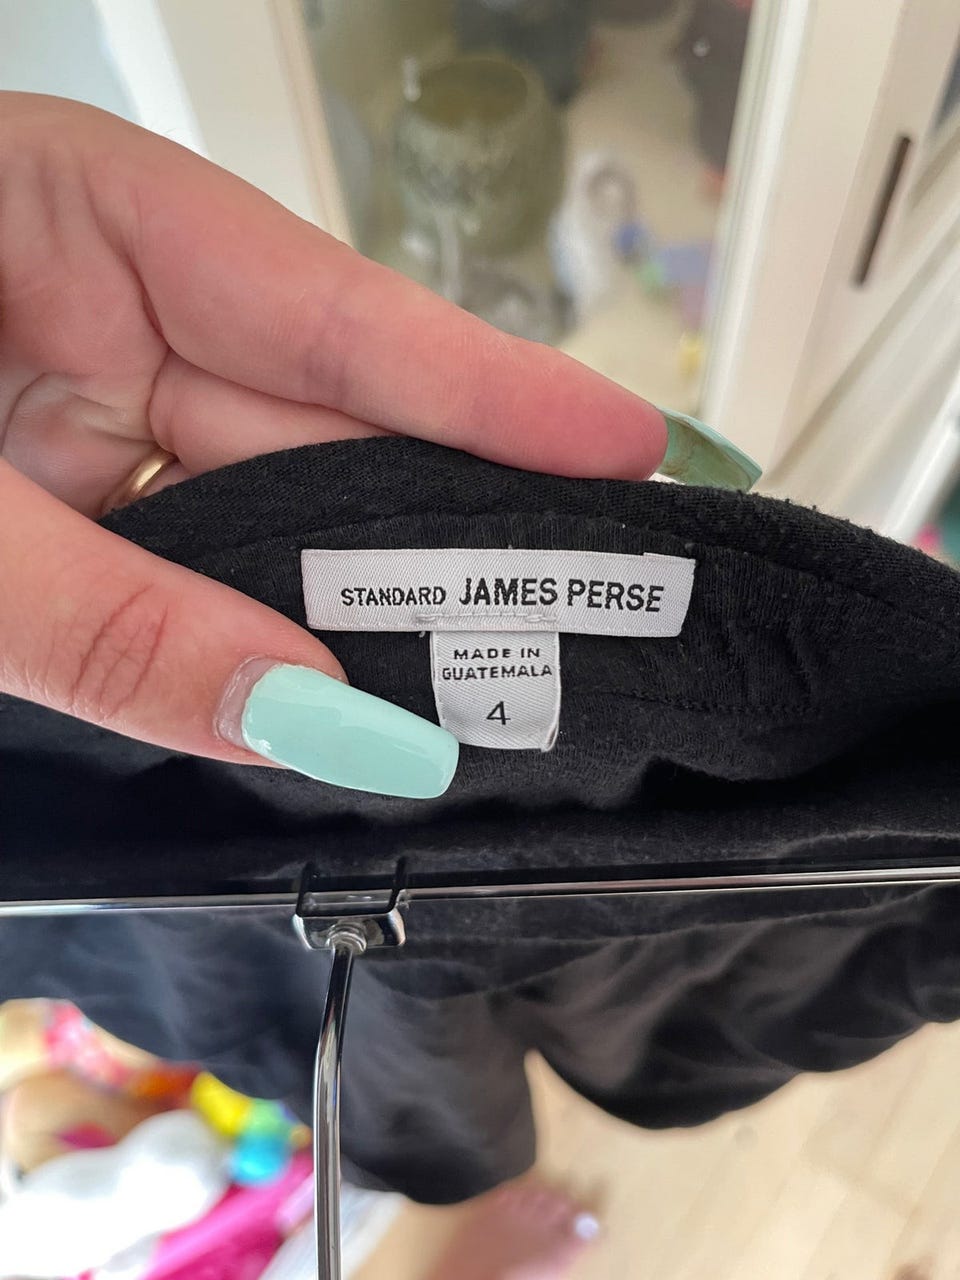 STANDARD JAMES PERSE
MADE IN
GUATEMALA
4